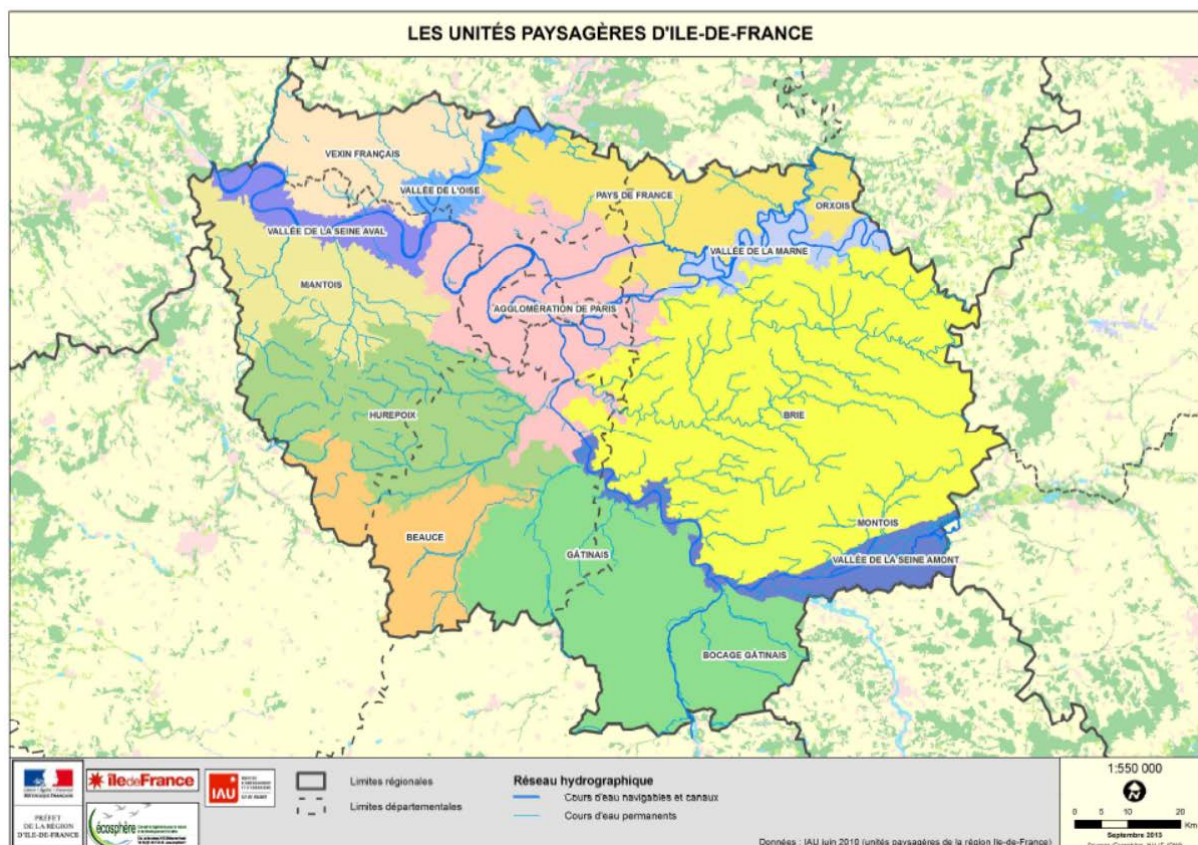 LES UNITÉS PAYSAGÈRES D'ILE-DE-FRANCE
VEXIN FRANÇAIS
VALLÉE DE L'OISE
PAYS DE FRANCE
ORXOIS
VALLÉE DE LA SEINE AVAL
VALLÉE DE LA MARNE
MANTOIS
AGGLOMÉRATION DE PARIS
HUREPOIX
BRIE
MONTOIS
BEAUCE
GÂTINAIS
VALLÉE DE LA SEINE AMONT
BOCAGE GÂTINAIS
RÉPUBLIQUE FRANÇAISE
PRÉFET
DE LA RÉGION
D'ILE-DE-FRANCE
îledeFrance
écosphère
IAU
Limites régionales
Limites départementales
Réseau hydrographique
Cours d'eau navigables et canaux
Cours d'eau permanents
Données : IAU juin 2010 (unités paysagères de la région Ile-de-France)
1:550 000
0 5 10 20
Km
Septembre 2013